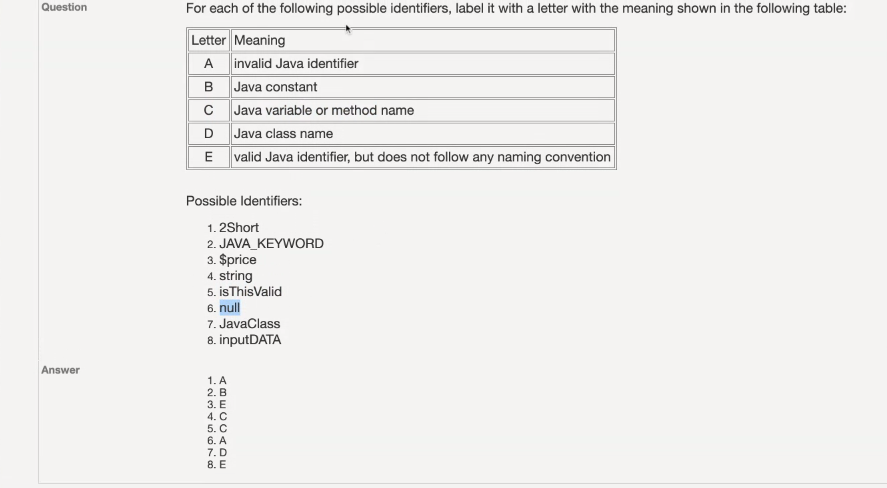 Question
For each of the following possible identifiers, label it with a letter with the meaning shown in the following table:
Letter Meaning
A invalid Java identifier
B Java constant
C Java variable or method name
D Java class name
E valid Java identifier, but does not follow any naming convention
Possible Identifiers:
1. 2Short
2. JAVA_KEYWORD
3. $price
4. string
5. isThisValid
6. null
7. JavaClass
8. inputDATA
Answer
1. A
2. B
3. E
4. C
5. C
6. A
7. D
8. E